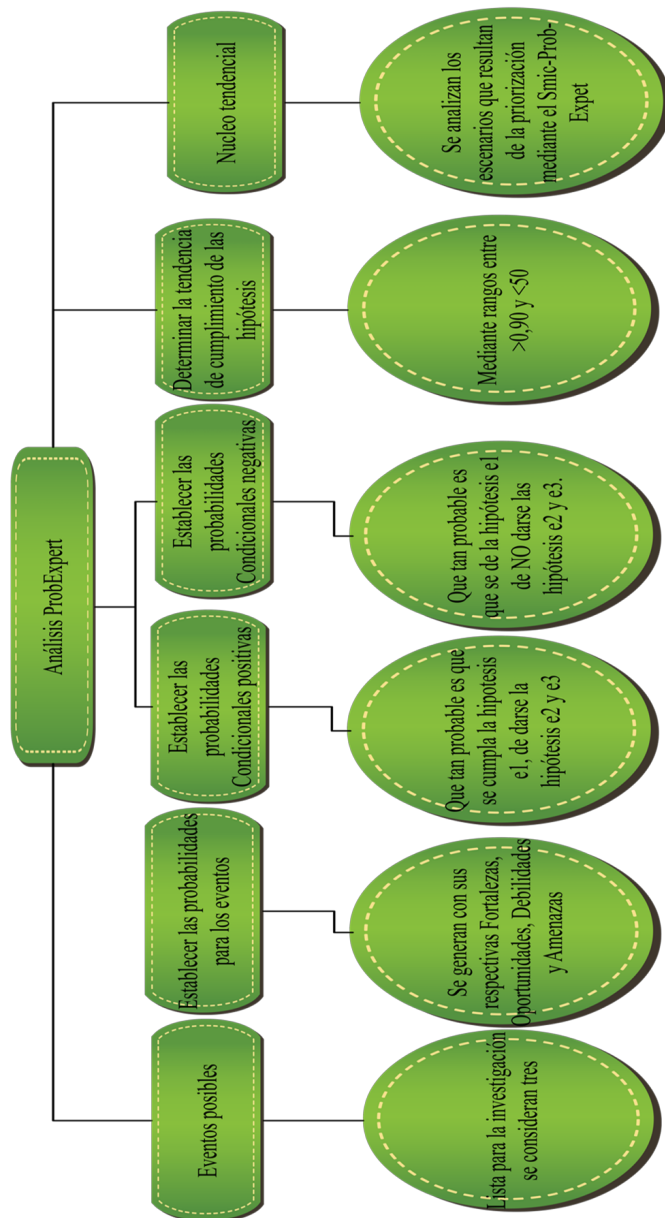 Análisis ProbExpert
Eventos posibles
Establecer las probabilidades
para los eventos
Establecer las
probabilidades
Condicionales positivas
Establecer las
probabilidades
Condicionales negativas
Determinar la tendencia
de cumplimiento de las
hipótesis
Nucleo tendencial
Lista para la investigación
se consideran tres
Se generan con sus
respectivas Fortalezas,
Oportunidades, Debilidades
y Amenazas
Que tan probable es que
se cumpla la hipótesis
e1, de darse la
hipótesis e2 y e3
Que tan probable es
que se de la hipótesis e1
de NO darse las
hipótesis e2 y e3.
Mediante rangos entre
>0,90 y <50
Se analizan los
escenarios que resultan
de la priorización
mediante el Smic-Prob-
Expet